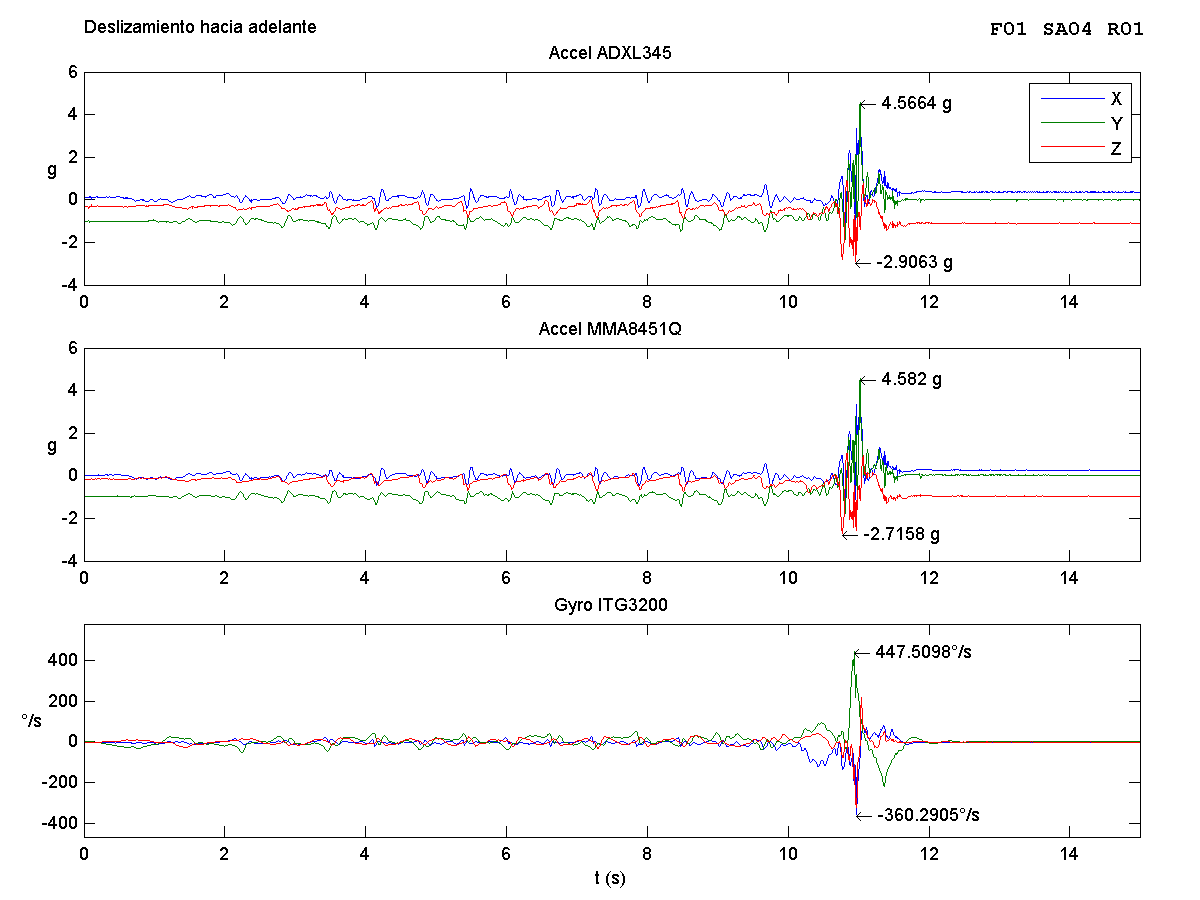 Deslizamiento hacia adelante
F01 SA04 R01
Accel ADXL345
6
4
2
0
-2
-4
g
4.5664 g
-2.9063 g
X
Y
Z
0 2 4 6 8 10 12 14
Accel MMA8451Q
6
4
2
0
-2
-4
g
4.582 g
-2.7158 g
0 2 4 6 8 10 12 14
Gyro ITG3200
400
200
0
-200
-400
°/s
447.5098°/s
-360.2905°/s
0 2 4 6 8 10 12 14
t (s)